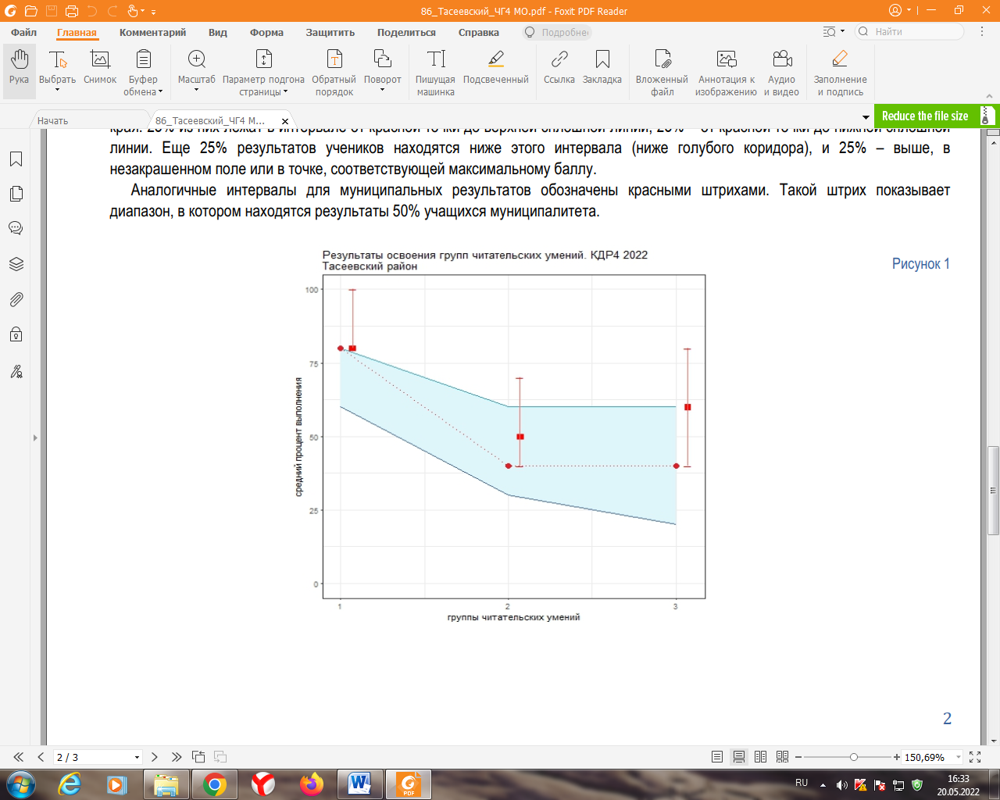 86_Тасеевский_ЧГ4 МО.pdf - Foxit PDF Reader
Файл Главная Комментарий Вид Форма Защитить Поделиться Справка Подробнее Найти
Рука Выбрать Снимок Буфер обмена Масштаб Параметр подгона страницы Обратный порядок Поворот Пишущая машинка Подсвеченный Ссылка Закладка Вложенный файл Аннотация к изображению Аудио и видео Заполнение и подпись
Начать 86_Тасеевский_ЧГ4 М... Reduce the file size
края. 25% из них лежат в интервале от красной точки до верхней сплошной линии, 25% – от красной точки до нижней сплошной
линии. Еще 25% результатов учеников находятся ниже этого интервала (ниже голубого коридора), и 25% – выше, в
незакрашенном поле или в точке, соответствующей максимальному баллу.
Аналогичные интервалы для муниципальных результатов обозначены красными штрихами. Такой штрих показывает
диапазон, в котором находятся результаты 50% учащихся муниципалитета.
Рисунок 1
Результаты освоения групп читательских умений. КДР4 2022
Тасеевский район
100
75
50
25
0
средний процент выполнения
1 2 3
группы читательских умений
2
2 / 3 150,69%
RU 16:33
20.05.2022
W PDF